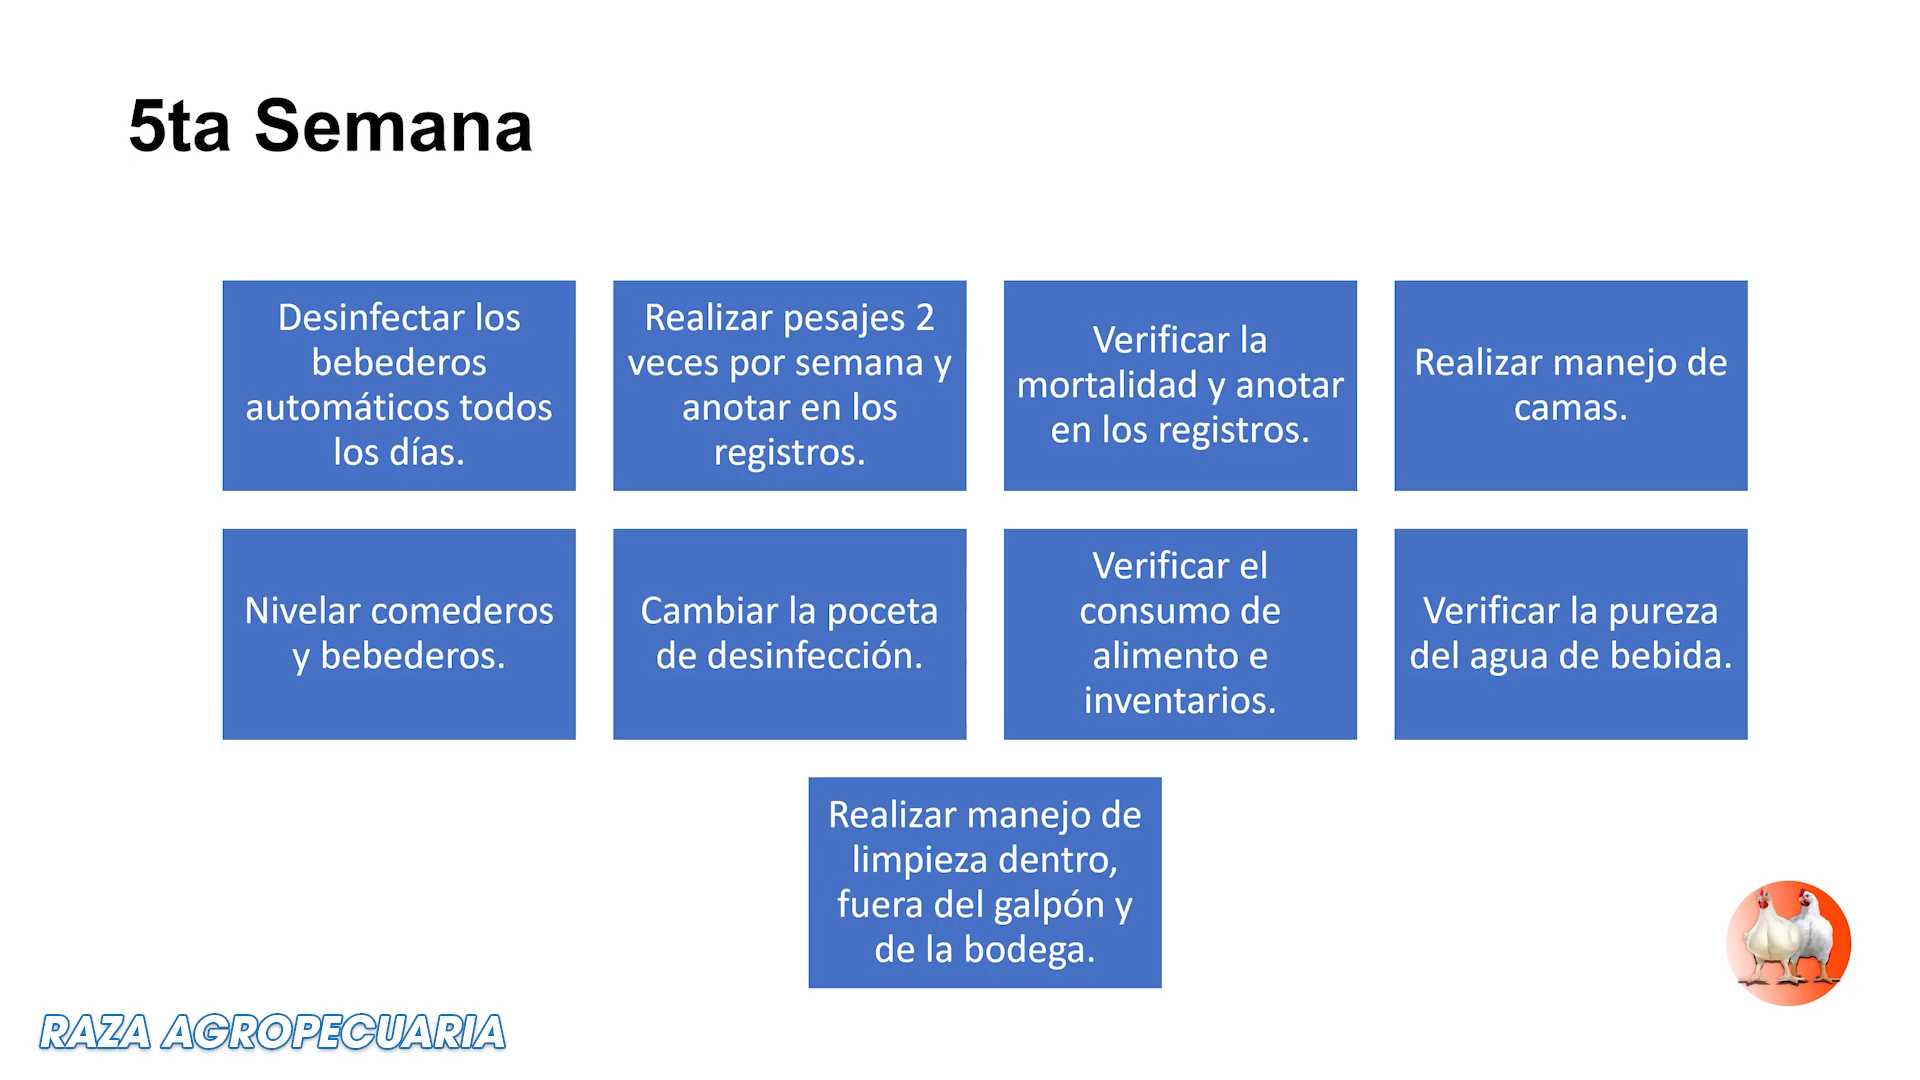 5ta Semana
Desinfectar los
bebederos
automáticos todos
los días.
Realizar pesajes 2
veces por semana y
anotar en los
registros.
Verificar la
mortalidad y anotar
en los registros.
Realizar manejo de
camas.
Nivelar comederos
y bebederos.
Cambiar la poceta
de desinfección.
Verificar el
consumo de
alimento e
inventarios.
Verificar la pureza
del agua de bebida.
Realizar manejo de
limpieza dentro,
fuera del galpón y
de la bodega.
RAZA AGROPECUARIA